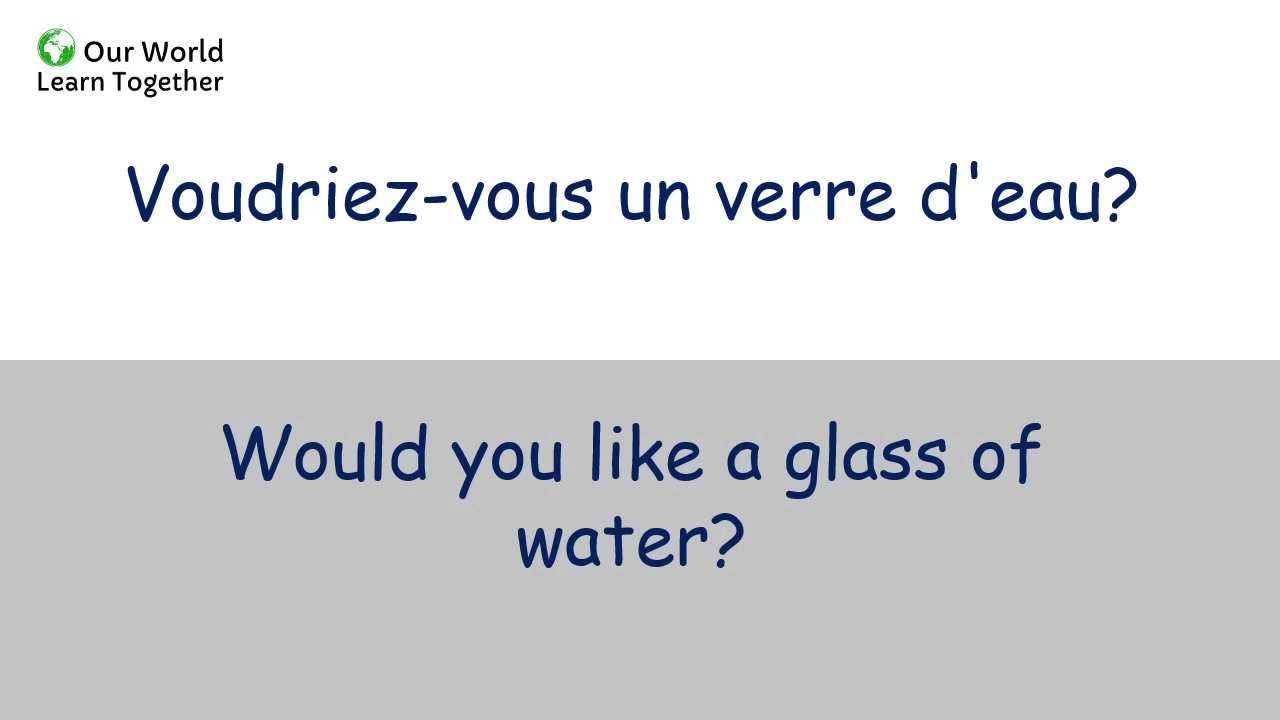 Our World
Learn Together
Voudriez-vous un verre d'eau?
Would you like a glass of
water?